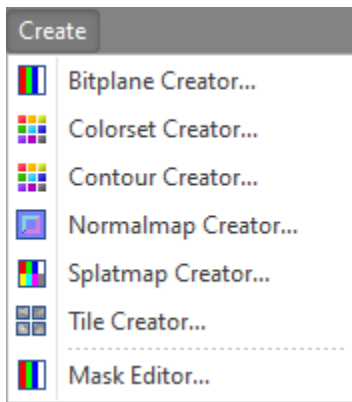 Create
Bitplane Creator...
Colorset Creator...
Contour Creator...
Normalmap Creator...
Splatmap Creator...
Tile Creator...
Mask Editor...